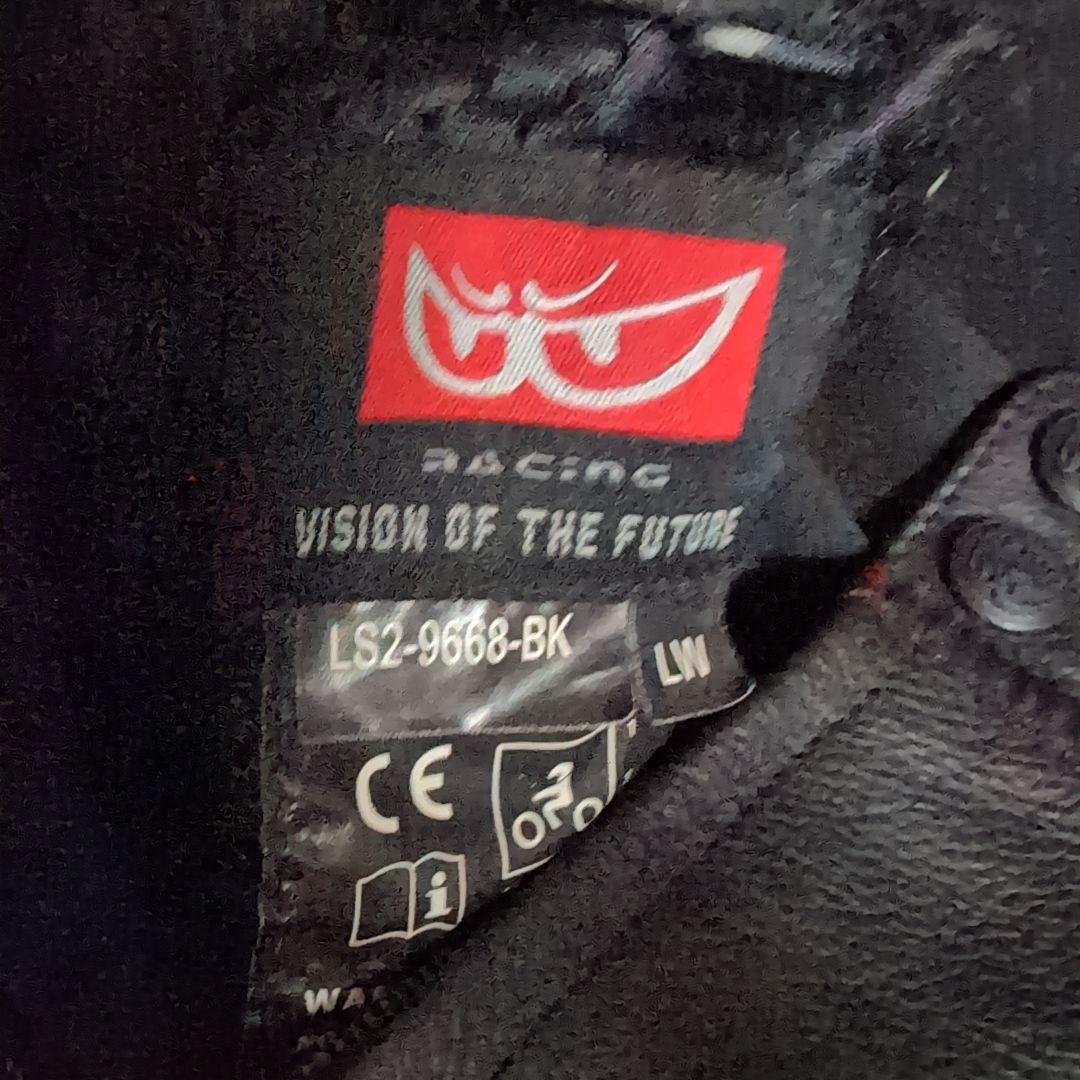 RACING
VISION OF THE FUTURE
LS2-9668-BK
LW
CE
i